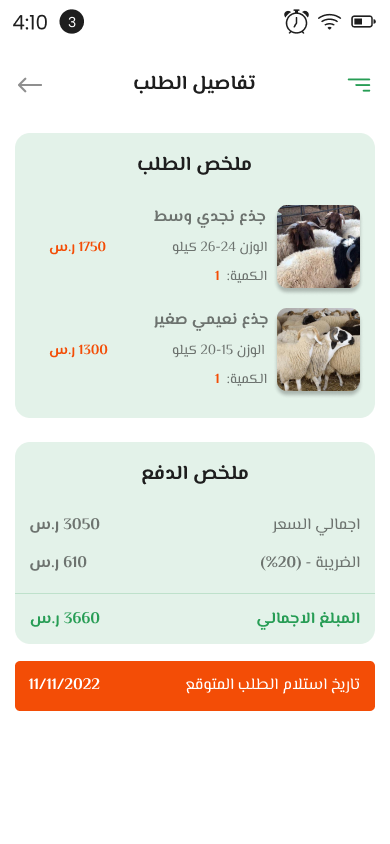 4:10 3
تفاصيل الطلب
ملخص الطلب
جذع نجدي وسط
الوزن 24-26 كيلو 1750 ر.س
الكمية: 1
جذع نعيمي صغير
الوزن 15-20 كيلو 1300 ر.س
الكمية: 1
ملخص الدفع
اجمالي السعر 3050 ر.س
الضريبة - (20%) 610 ر.س
المبلغ الاجمالي 3660 ر.س
تاريخ استلام الطلب المتوقع 11/11/2022